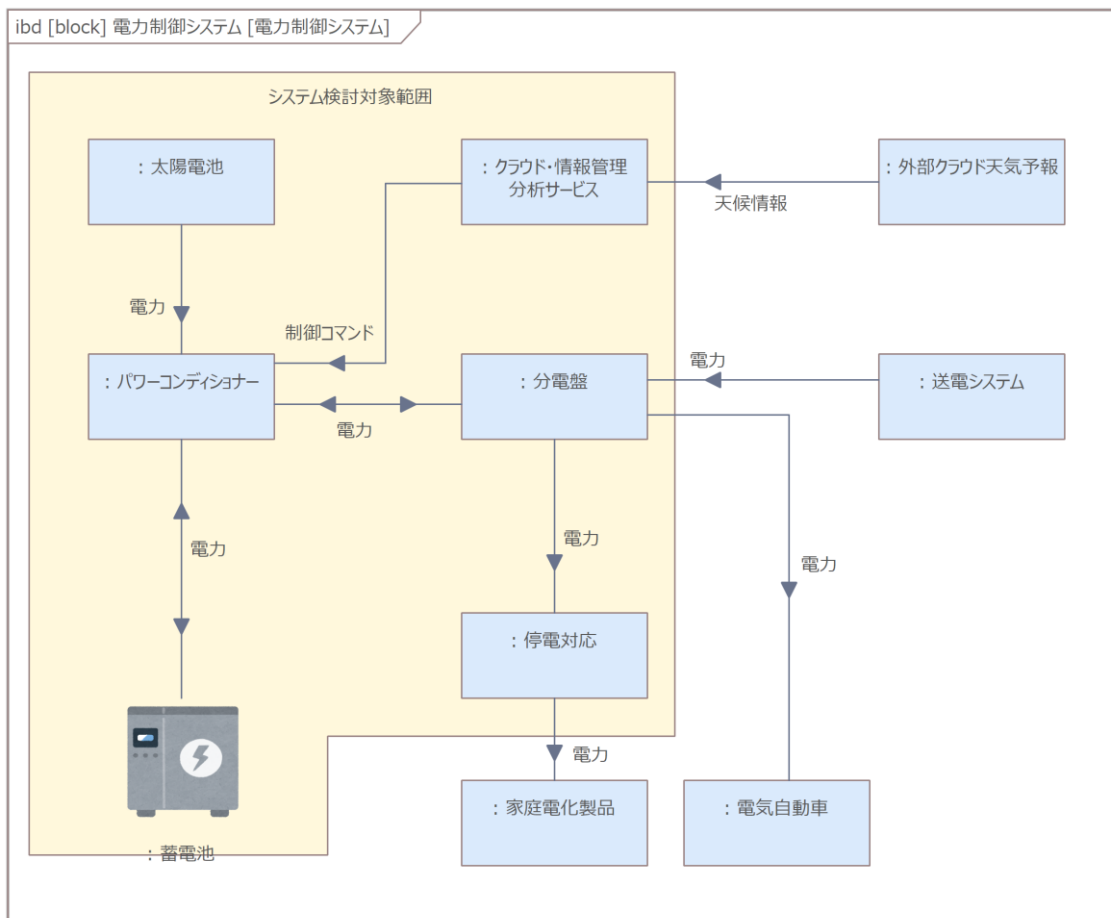 ibd [block] 電力制御システム [電力制御システム]
システム検討対象範囲
: 太陽電池
: クラウド・情報管理
分析サービス
: 外部クラウド天気予報
天候情報
電力
制御コマンド
電力
: パワーコンディショナー
: 分電盤
: 送電システム
電力
電力
電力
電力
: 停電対応
電力
: 家庭電化製品
: 電気自動車
: 蓄電池